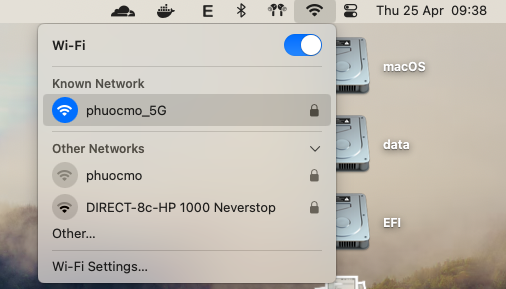 E Thu 25 Apr 09:38
Wi-Fi
Known Network
phuocmo_5G
Other Networks
phuocmo
DIRECT-8c-HP 1000 Neverstop
Other...
Wi-Fi Settings...
macOS
data
EFI